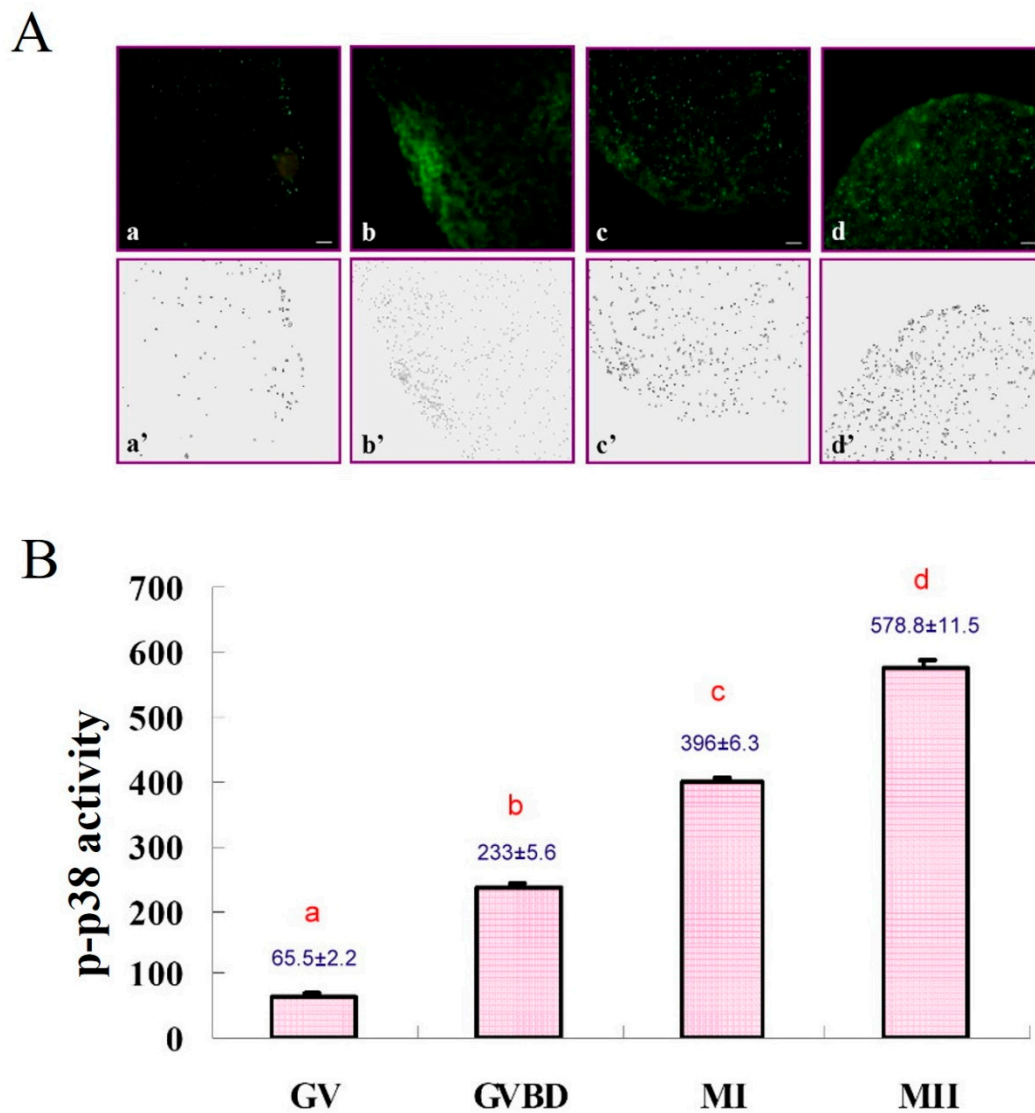 A
a b c d
a’ b’ c’ d’
B
p-p38 activity
700
600
500
400
300
200
100
0
a
65.5±2.2
b
233±5.6
c
396±6.3
d
578.8±11.5
GV GVBD MI MII